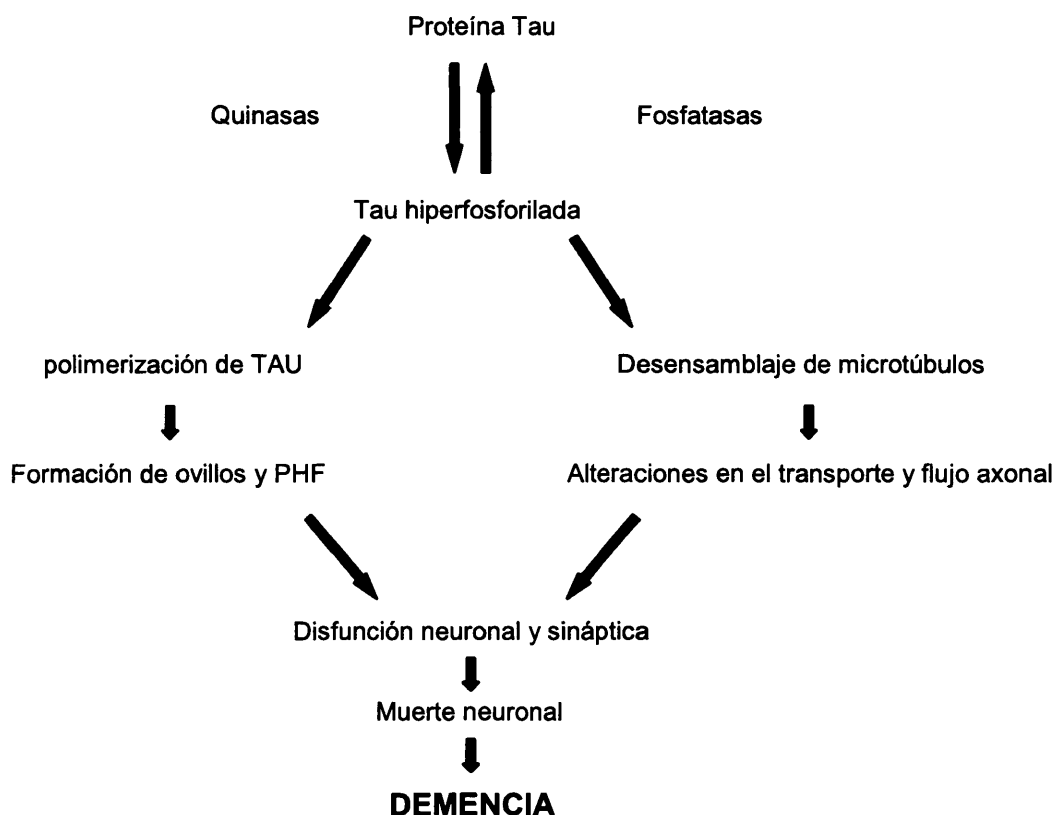 Proteína Tau
Quinasas
Fosfatasas
Tau hiperfosforilada
polimerización de TAU
Desensamblaje de microtúbulos
Formación de ovillos y PHF
Alteraciones en el transporte y flujo axonal
Disfunción neuronal y sináptica
Muerte neuronal
DEMENCIA